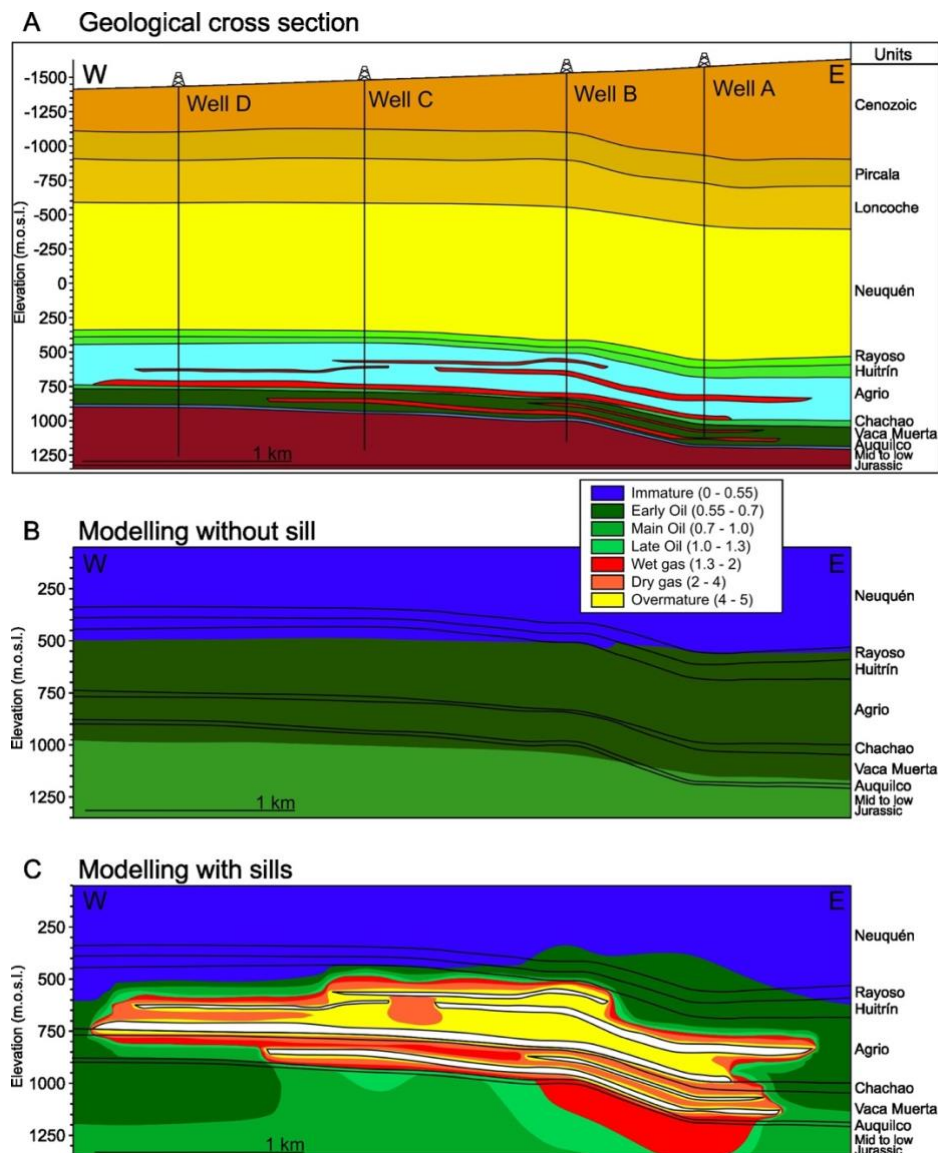 A Geological cross section
Units
W
E
Well D
Well C
Well B
Well A
Elevation (m.o.s.l.)
-1500
-1250
-1000
-750
-500
-250
0
250
500
750
1000
1250
1 km
Cenozoic
Pircala
Loncoche
Neuquén
Rayoso
Huitrín
Agrio
Chachao
Vaca Muerta
Auquilco
Mid to low
Jurassic
Immature (0 - 0.55)
Early Oil (0.55 - 0.7)
Main Oil (0.7 - 1.0)
Late Oil (1.0 - 1.3)
Wet gas (1.3 - 2)
Dry gas (2 - 4)
Overmature (4 - 5)
B Modelling without sill
W
Elevation (m.o.s.l.)
250
500
750
1000
1250
1 km
Neuquén
Rayoso
Huitrín
Agrio
Chachao
Vaca Muerta
Auquilco
Mid to low
Jurassic
C Modelling with sills
W
E
Elevation (m.o.s.l.)
250
500
750
1000
1250
1 km
Neuquén
Rayoso
Huitrín
Agrio
Chachao
Vaca Muerta
Auquilco
Mid to low
Jurassic